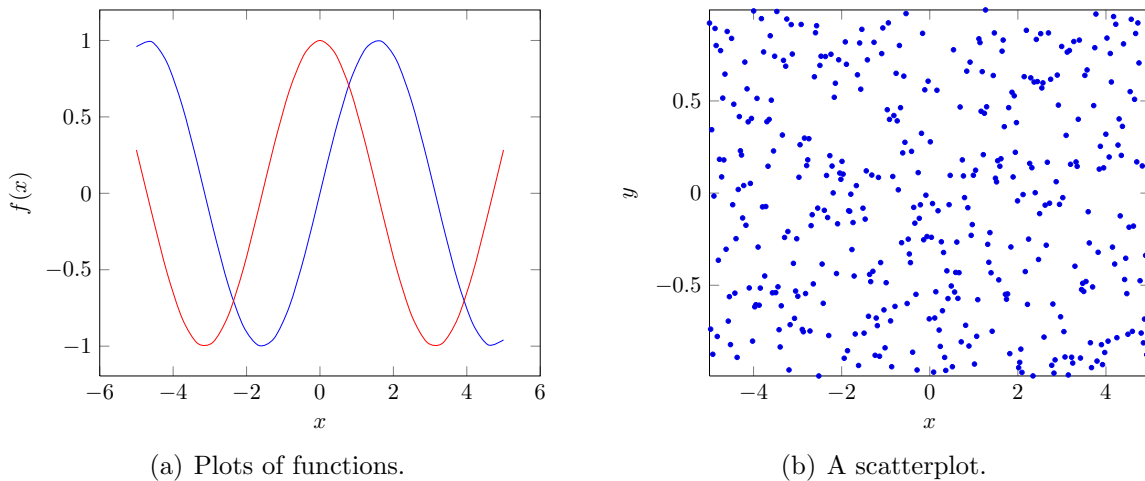 1
0.5
0
−0.5
−1
f(x)
−6 −4 −2 0 2 4 6
x
(a) Plots of functions.
0.5
0
−0.5
y
−4 −2 0 2 4
x
(b) A scatterplot.